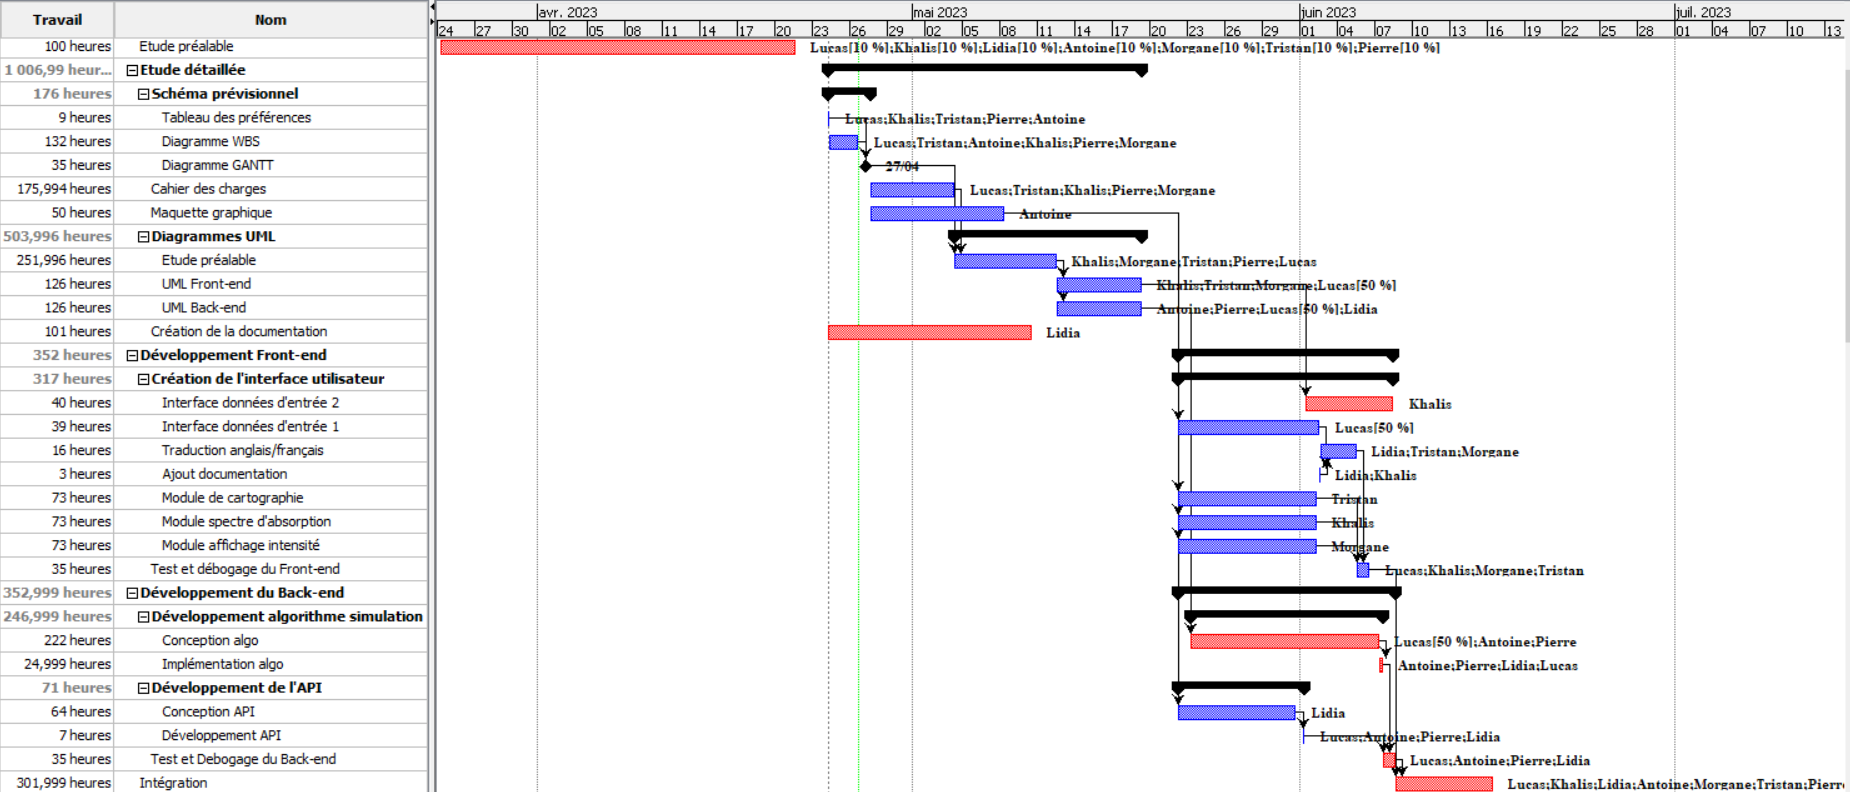 Travail Nom avr. 2023 mai 2023 juin 2023 juil. 2023
24 27 30 02 05 08 11 14 17 20 23 26 29 02 05 08 11 14 17 20 23 26 29 01 04 07 10 13 16 19 22 25 28 01 04 07 10 13
100 heures Etude préalable Lucas[10 %];Khalis[10 %];Lidia[10 %];Antoine[10 %];Morgane[10 %];Tristan[10 %];Pierre[10 %]
1 006,99 heur... Etude détaillée
176 heures Schéma prévisionnel
9 heures Tableau des préférences Lucas;Khalis;Tristan;Pierre;Antoine
132 heures Diagramme WBS Lucas;Tristan;Antoine;Khalis;Pierre;Morgane
35 heures Diagramme GANTT 27/04
175,994 heures Cahier des charges Lucas;Tristan;Khalis;Pierre;Morgane
50 heures Maquette graphique Antoine
503,996 heures Diagrammes UML
251,996 heures Etude préalable Khalis;Morgane;Tristan;Pierre;Lucas
126 heures UML Front-end Khalis;Tristan;Morgane;Lucas[50 %]
126 heures UML Back-end Antoine;Pierre;Lucas[50 %];Lidia
101 heures Création de la documentation Lidia
352 heures Développement Front-end
317 heures Création de l'interface utilisateur
40 heures Interface données d'entrée 2 Khalis
39 heures Interface données d'entrée 1 Lucas[50 %]
16 heures Traduction anglais/français Lidia;Tristan;Morgane
3 heures Ajout documentation Lidia;Khalis
73 heures Module de cartographie Tristan
73 heures Module spectre d'absorption Khalis
73 heures Module affichage intensité Morgane
35 heures Test et débogage du Front-end Lucas;Khalis;Morgane;Tristan
352,999 heures Développement du Back-end
246,999 heures Développement algorithme simulation
222 heures Conception algo Lucas[50 %];Antoine;Pierre
24,999 heures Implémentation algo Antoine;Pierre;Lidia;Lucas
71 heures Développement de l'API
64 heures Conception API Lidia
7 heures Développement API Lucas;Antoine;Pierre;Lidia
35 heures Test et Debogage du Back-end Lucas;Antoine;Pierre;Lidia
301,999 heures Intégration Lucas;Khalis;Lidia;Antoine;Morgane;Tristan;Pierr